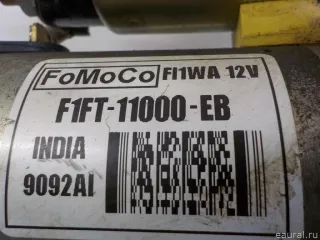 FoMoCo FI1WA 12V
F1FT-11000-EB
INDIA
9092AI
eaural.ru